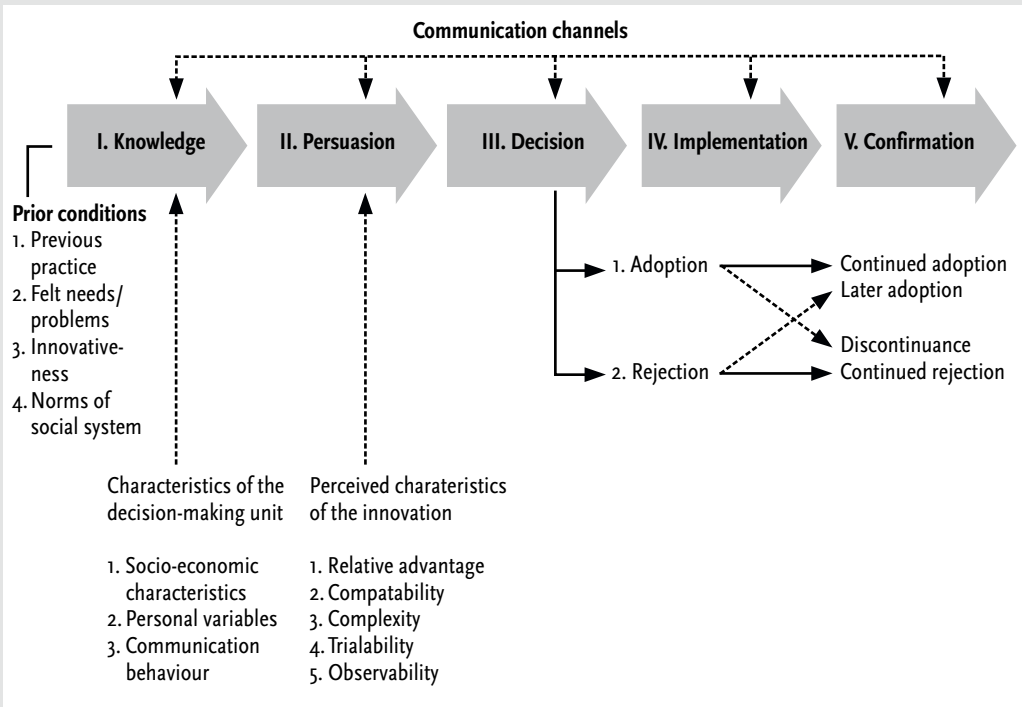 Communication channels
I. Knowledge
II. Persuasion
III. Decision
IV. Implementation
V. Confirmation
Prior conditions
1. Previous
practice
2. Felt needs/
problems
3. Innovative-
ness
4. Norms of
social system
1. Adoption
2. Rejection
Continued adoption
Later adoption
Discontinuance
Continued rejection
Characteristics of the
decision-making unit
1. Socio-economic
characteristics
2. Personal variables
3. Communication
behaviour
Perceived charateristics
of the innovation
1. Relative advantage
2. Compatability
3. Complexity
4. Trialability
5. Observability